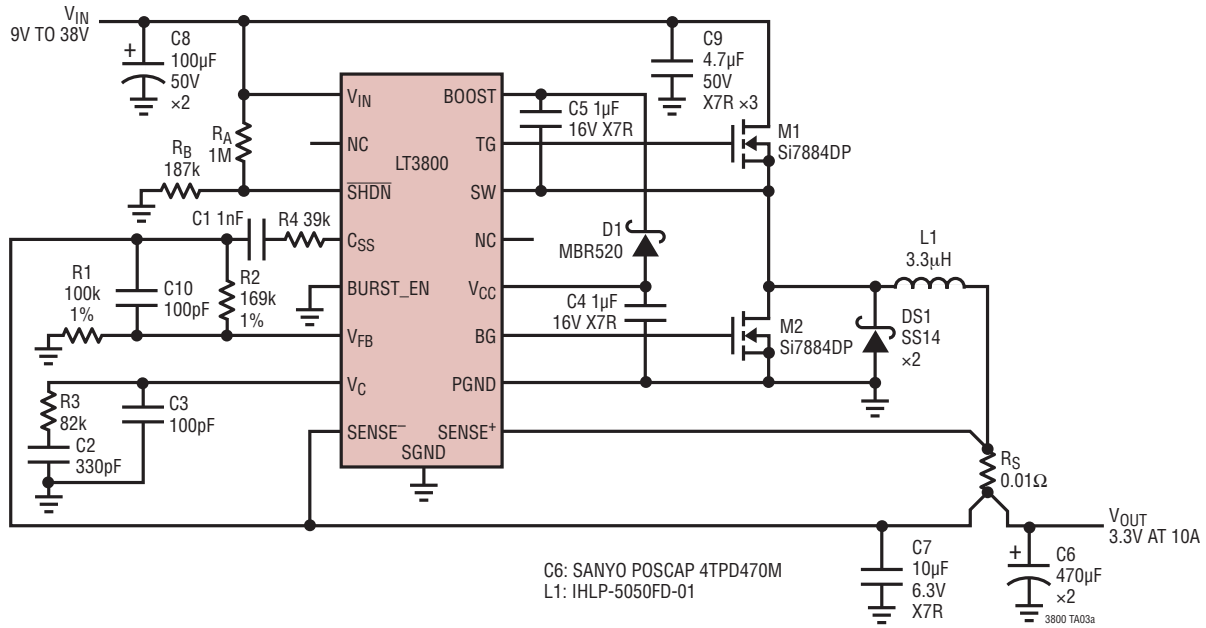 VIN
9V TO 38V
C8
100µF
50V
×2
+
RA
1M
RB
187k
C1 1nF
R4 39k
R1
100k
1%
C10
100pF
R2
169k
1%
R3
82k
C2
330pF
C3
100pF
LT3800
VIN
NC
SHDN
CSS
BURST_EN
VFB
VC
SENSE–
SGND
BOOST
TG
SW
NC
VCC
BG
PGND
SENSE+
C5 1µF
16V X7R
C9
4.7µF
50V
X7R ×3
M1
Si7884DP
D1
MBR520
C4 1µF
16V X7R
M2
Si7884DP
L1
3.3µH
DS1
SS14
×2
RS
0.01Ω
VOUT
3.3V AT 10A
C7
10µF
6.3V
X7R
+
C6
470µF
×2
C6: SANYO POSCAP 4TPD470M
L1: IHLP-5050FD-01
3800 TA03a